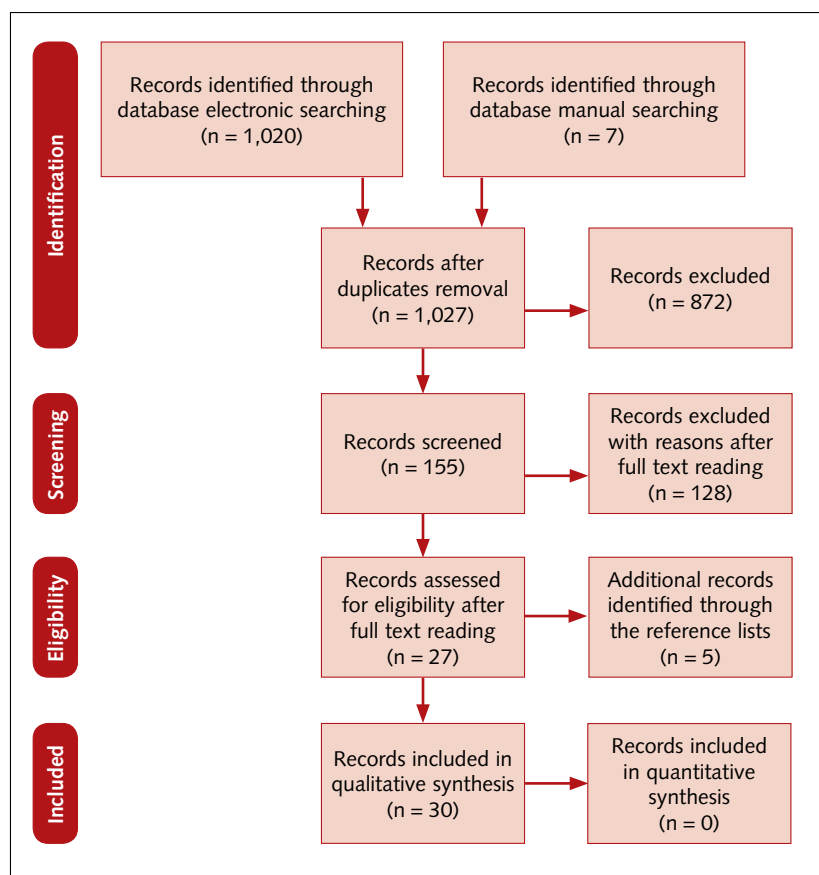 Identification
Records identified through
database electronic searching
(n = 1,020)
Records identified through
database manual searching
(n = 7)
Records after
duplicates removal
(n = 1,027)
Records excluded
(n = 872)
Screening
Records screened
(n = 155)
Records excluded
with reasons after
full text reading
(n = 128)
Eligibility
Records assessed
for eligibility after
full text reading
(n = 27)
Additional records
identified through
the reference lists
(n = 5)
Included
Records included in
qualitative synthesis
(n = 30)
Records included
in quantitative
synthesis
(n = 0)